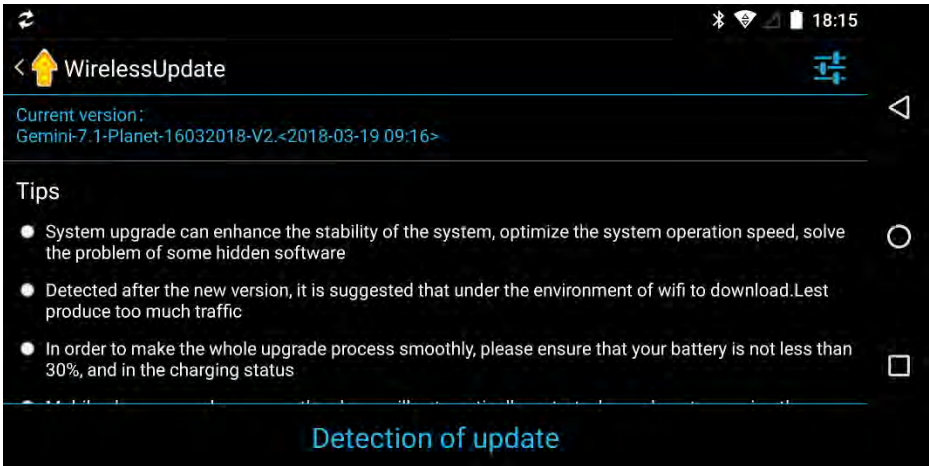 18:15
WirelessUpdate
Current version:
Gemini-7.1-Planet-16032018-V2.<2018-03-19 09:16>
Tips
System upgrade can enhance the stability of the system, optimize the system operation speed, solve
the problem of some hidden software
Detected after the new version, it is suggested that under the environment of wifi to download.Lest
produce too much traffic
In order to make the whole upgrade process smoothly, please ensure that your battery is not less than
30%, and in the charging status
Detection of update